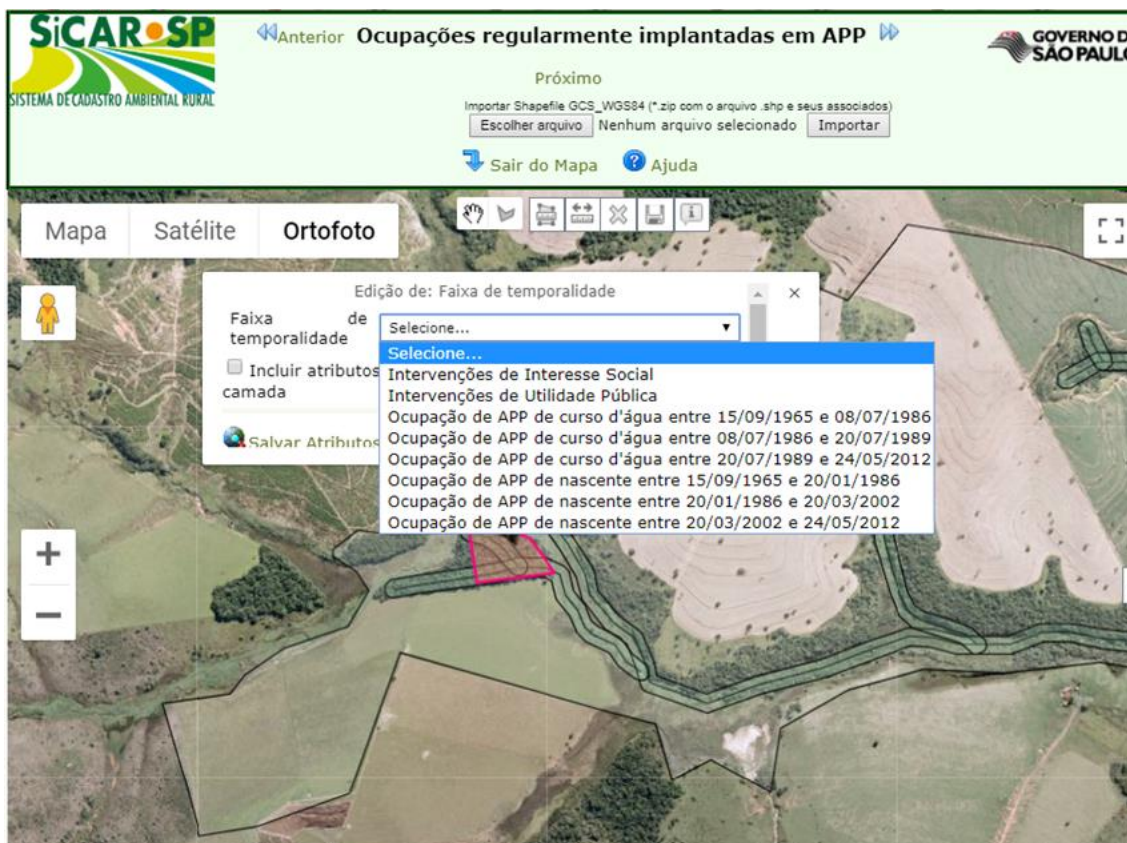 SiCAR SP
SISTEMA DE CADASTRO AMBIENTAL RURAL
Anterior Ocupações regularmente implantadas em APP
Próximo
GOVERNO D
SÃO PAULO
Importar Shapefile GCS_WGS84 (*.zip com o arquivo .shp e seus associados)
Escolher arquivo Nenhum arquivo selecionado Importar
Sair do Mapa ? Ajuda
Mapa Satélite Ortofoto
Edição de: Faixa de temporalidade ×
Faixa de temporalidade
Selecione...
Selecione...
Incluir atributos
camada
Intervenções de Interesse Social
Intervenções de Utilidade Pública
Ocupação de APP de curso d'água entre 15/09/1965 e 08/07/1986
Ocupação de APP de curso d'água entre 08/07/1986 e 20/07/1989
Ocupação de APP de curso d'água entre 20/07/1989 e 24/05/2012
Ocupação de APP de nascente entre 15/09/1965 e 20/01/1986
Ocupação de APP de nascente entre 20/01/1986 e 20/03/2002
Ocupação de APP de nascente entre 20/03/2002 e 24/05/2012
Salvar Atributos
+
−